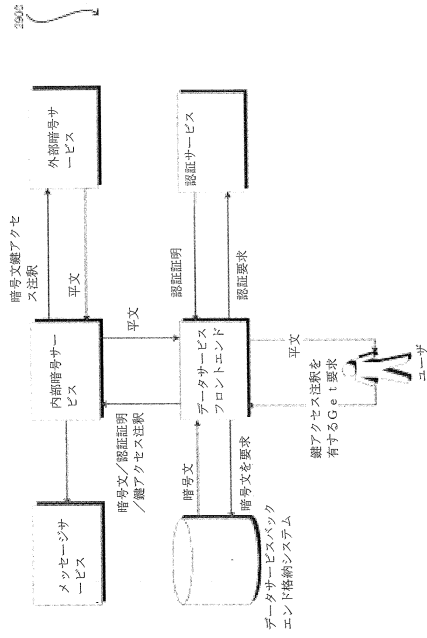 2900
外部暗号サ
ービス
認証サービス
暗号文鍵アクセ
ス注釈
平文
認証証明
認証要求
内部暗号サー
ビス
平文
データサービス
フロントエンド
平文
鍵アクセス注釈を
有するGet要求
ユーザ
暗号文/認証証明
/鍵アクセス注釈
暗号文
暗号文を要求
メッセージサ
ービス
データサービスバック
エンド格納システム